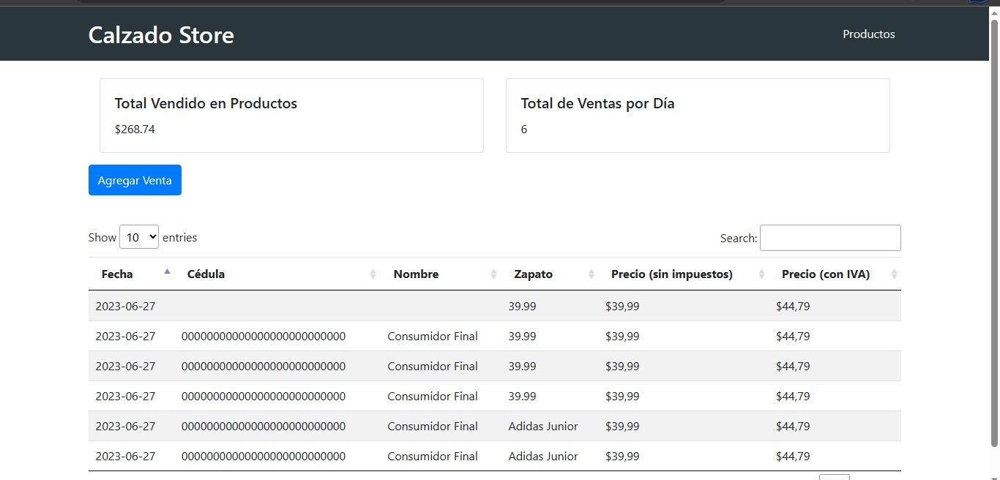 Calzado Store Productos
Total Vendido en Productos Total de Ventas por Día
$268.74 6
Agregar Venta
Show 10 entries Search:
Fecha Cédula Nombre Zapato Precio (sin impuestos) Precio (con IVA)
2023-06-27 39.99 $39,99 $44,79
2023-06-27 00000000000000000000000000 Consumidor Final 39.99 $39,99 $44,79
2023-06-27 00000000000000000000000000 Consumidor Final 39.99 $39,99 $44,79
2023-06-27 00000000000000000000000000 Consumidor Final 39.99 $39,99 $44,79
2023-06-27 00000000000000000000000000 Consumidor Final Adidas Junior $39,99 $44,79
2023-06-27 00000000000000000000000000 Consumidor Final Adidas Junior $39,99 $44,79